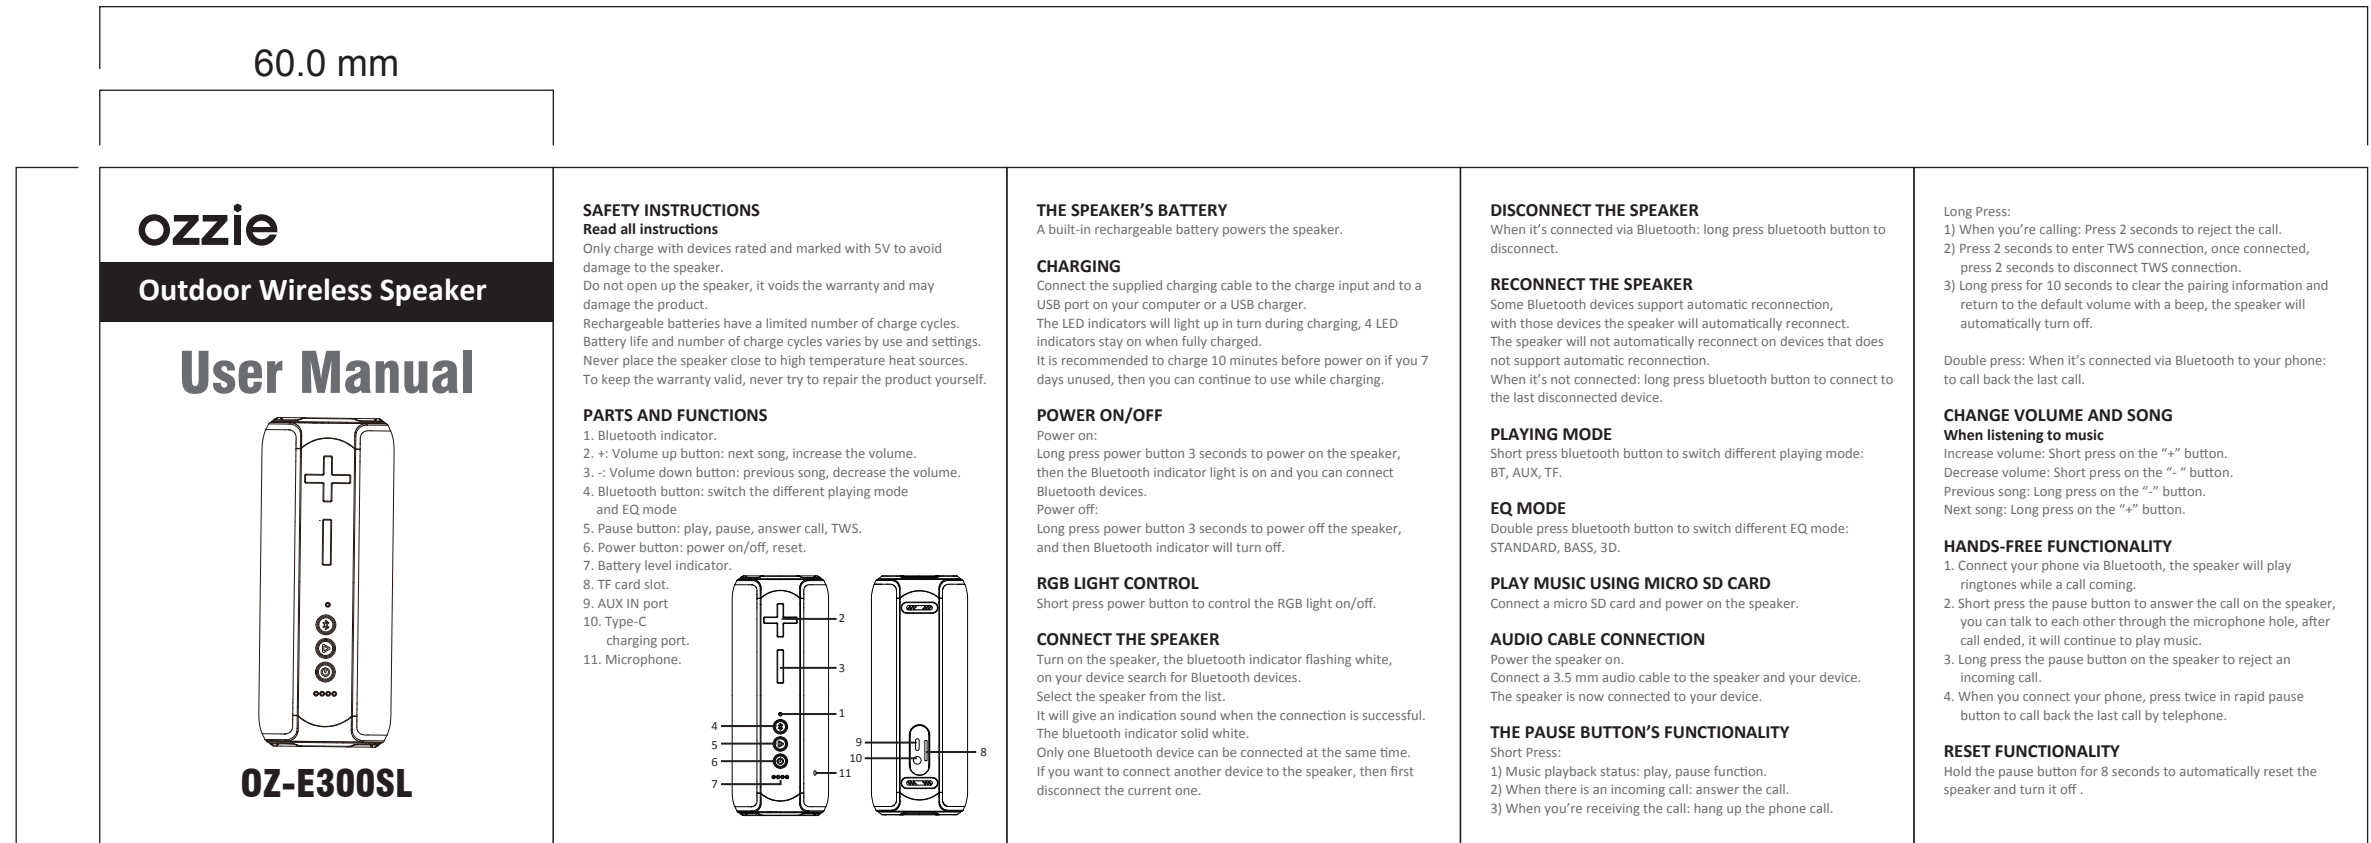 60.0 mm
ozzie
Outdoor Wireless Speaker
User Manual
OZ-E300SL
SAFETY INSTRUCTIONS
Read all instructions
Only charge with devices rated and marked with 5V to avoid
damage to the speaker.
Do not open up the speaker, it voids the warranty and may
damage the product.
Rechargeable batteries have a limited number of charge cycles.
Battery life and number of charge cycles varies by use and settings.
Never place the speaker close to high temperature heat sources.
To keep the warranty valid, never try to repair the product yourself.
PARTS AND FUNCTIONS
1. Bluetooth indicator.
2. +: Volume up button: next song, increase the volume.
3. -: Volume down button: previous song, decrease the volume.
4. Bluetooth button: switch the different playing mode
and EQ mode
5. Pause button: play, pause, answer call, TWS.
6. Power button: power on/off, reset.
7. Battery level indicator.
8. TF card slot.
9. AUX IN port
10. Type-C
charging port.
11. Microphone.
2
3
1
4
5
6
7
11
9
10
8
THE SPEAKER'S BATTERY
A built-in rechargeable battery powers the speaker.
CHARGING
Connect the supplied charging cable to the charge input and to a
USB port on your computer or a USB charger.
The LED indicators will light up in turn during charging, 4 LED
indicators stay on when fully charged.
It is recommended to charge 10 minutes before power on if you 7
days unused, then you can continue to use while charging.
POWER ON/OFF
Power on:
Long press power button 3 seconds to power on the speaker,
then the Bluetooth indicator light is on and you can connect
Bluetooth devices.
Power off:
Long press power button 3 seconds to power off the speaker,
and then Bluetooth indicator will turn off.
RGB LIGHT CONTROL
Short press power button to control the RGB light on/off.
CONNECT THE SPEAKER
Turn on the speaker, the bluetooth indicator flashing white,
on your device search for Bluetooth devices.
Select the speaker from the list.
It will give an indication sound when the connection is successful.
The bluetooth indicator solid white.
Only one Bluetooth device can be connected at the same time.
If you want to connect another device to the speaker, then first
disconnect the current one.
DISCONNECT THE SPEAKER
When it's connected via Bluetooth: long press bluetooth button to
disconnect.
RECONNECT THE SPEAKER
Some Bluetooth devices support automatic reconnection,
with those devices the speaker will automatically reconnect.
The speaker will not automatically reconnect on devices that does
not support automatic reconnection.
When it's not connected: long press bluetooth button to connect to
the last disconnected device.
PLAYING MODE
Short press bluetooth button to switch different playing mode:
BT, AUX, TF.
EQ MODE
Double press bluetooth button to switch different EQ mode:
STANDARD, BASS, 3D.
PLAY MUSIC USING MICRO SD CARD
Connect a micro SD card and power on the speaker.
AUDIO CABLE CONNECTION
Power the speaker on.
Connect a 3.5 mm audio cable to the speaker and your device.
The speaker is now connected to your device.
THE PAUSE BUTTON'S FUNCTIONALITY
Short Press:
1) Music playback status: play, pause function.
2) When there is an incoming call: answer the call.
3) When you're receiving the call: hang up the phone call.
Long Press:
1) When you're calling: Press 2 seconds to reject the call.
2) Press 2 seconds to enter TWS connection, once connected,
press 2 seconds to disconnect TWS connection.
3) Long press for 10 seconds to clear the pairing information and
return to the default volume with a beep, the speaker will
automatically turn off.
Double press: When it's connected via Bluetooth to your phone:
to call back the last call.
CHANGE VOLUME AND SONG
When listening to music
Increase volume: Short press on the “+” button.
Decrease volume: Short press on the “- “ button.
Previous song: Long press on the “-” button.
Next song: Long press on the “+” button.
HANDS-FREE FUNCTIONALITY
1. Connect your phone via Bluetooth, the speaker will play
ringtones while a call coming.
2. Short press the pause button to answer the call on the speaker,
you can talk to each other through the microphone hole, after
call ended, it will continue to play music.
3. Long press the pause button on the speaker to reject an
incoming call.
4. When you connect your phone, press twice in rapid pause
button to call back the last call by telephone.
RESET FUNCTIONALITY
Hold the pause button for 8 seconds to automatically reset the
speaker and turn it off .